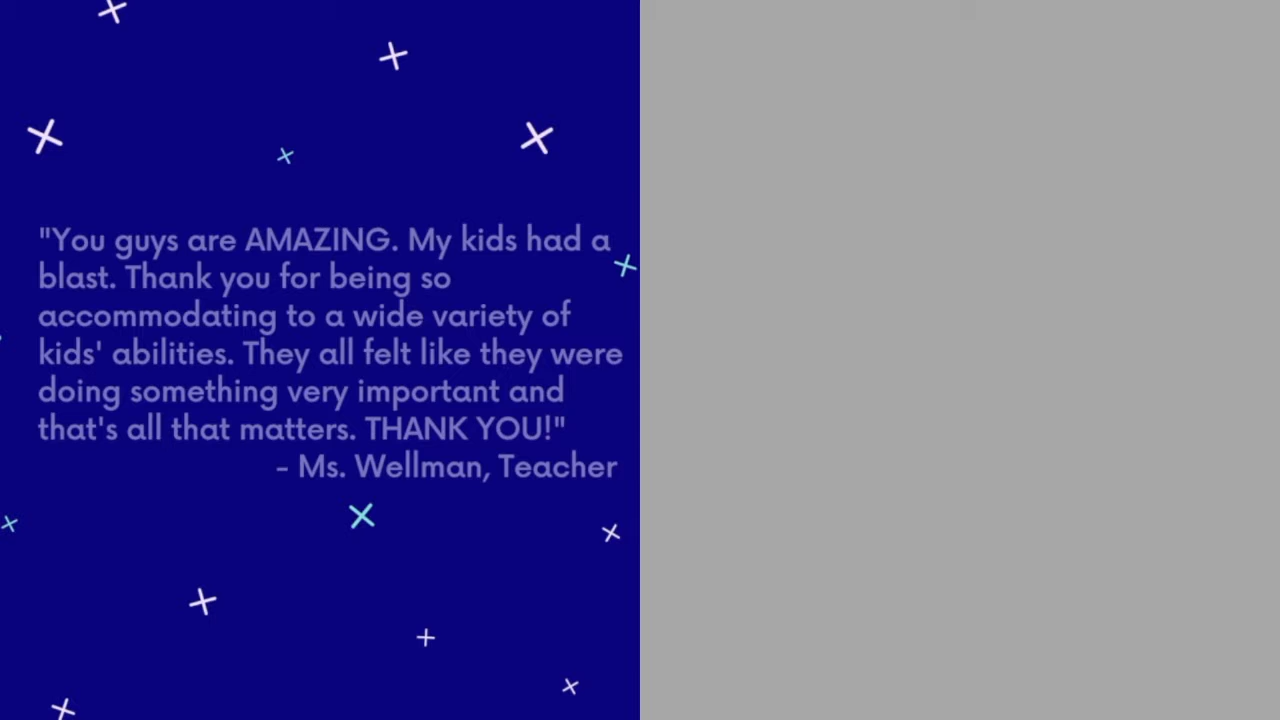 "You guys are AMAZING. My kids had a
blast. Thank you for being so
accommodating to a wide variety of
kids' abilities. They all felt like they were
doing something very important and
that's all that matters. THANK YOU!"
- Ms. Wellman, Teacher